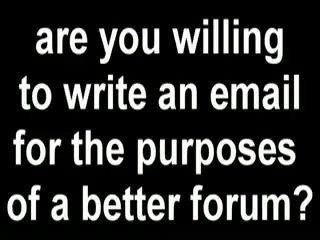 are you willing
to write an email
for the purposes
of a better forum?